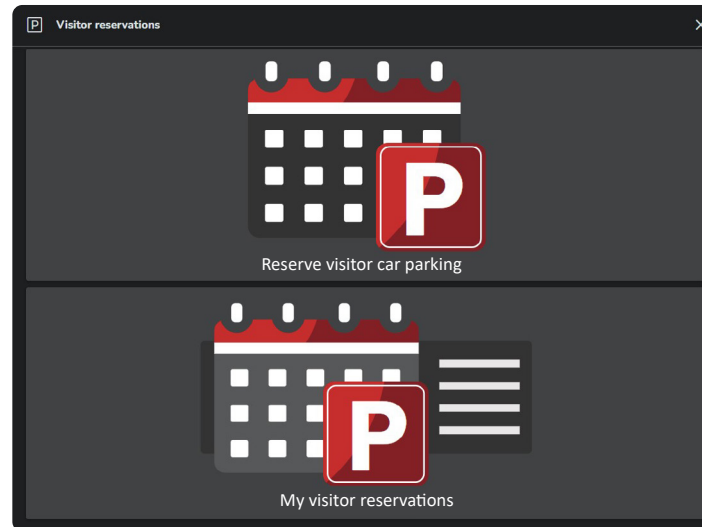 P Visitor reservations
P
Reserve visitor car parking
P
My visitor reservations